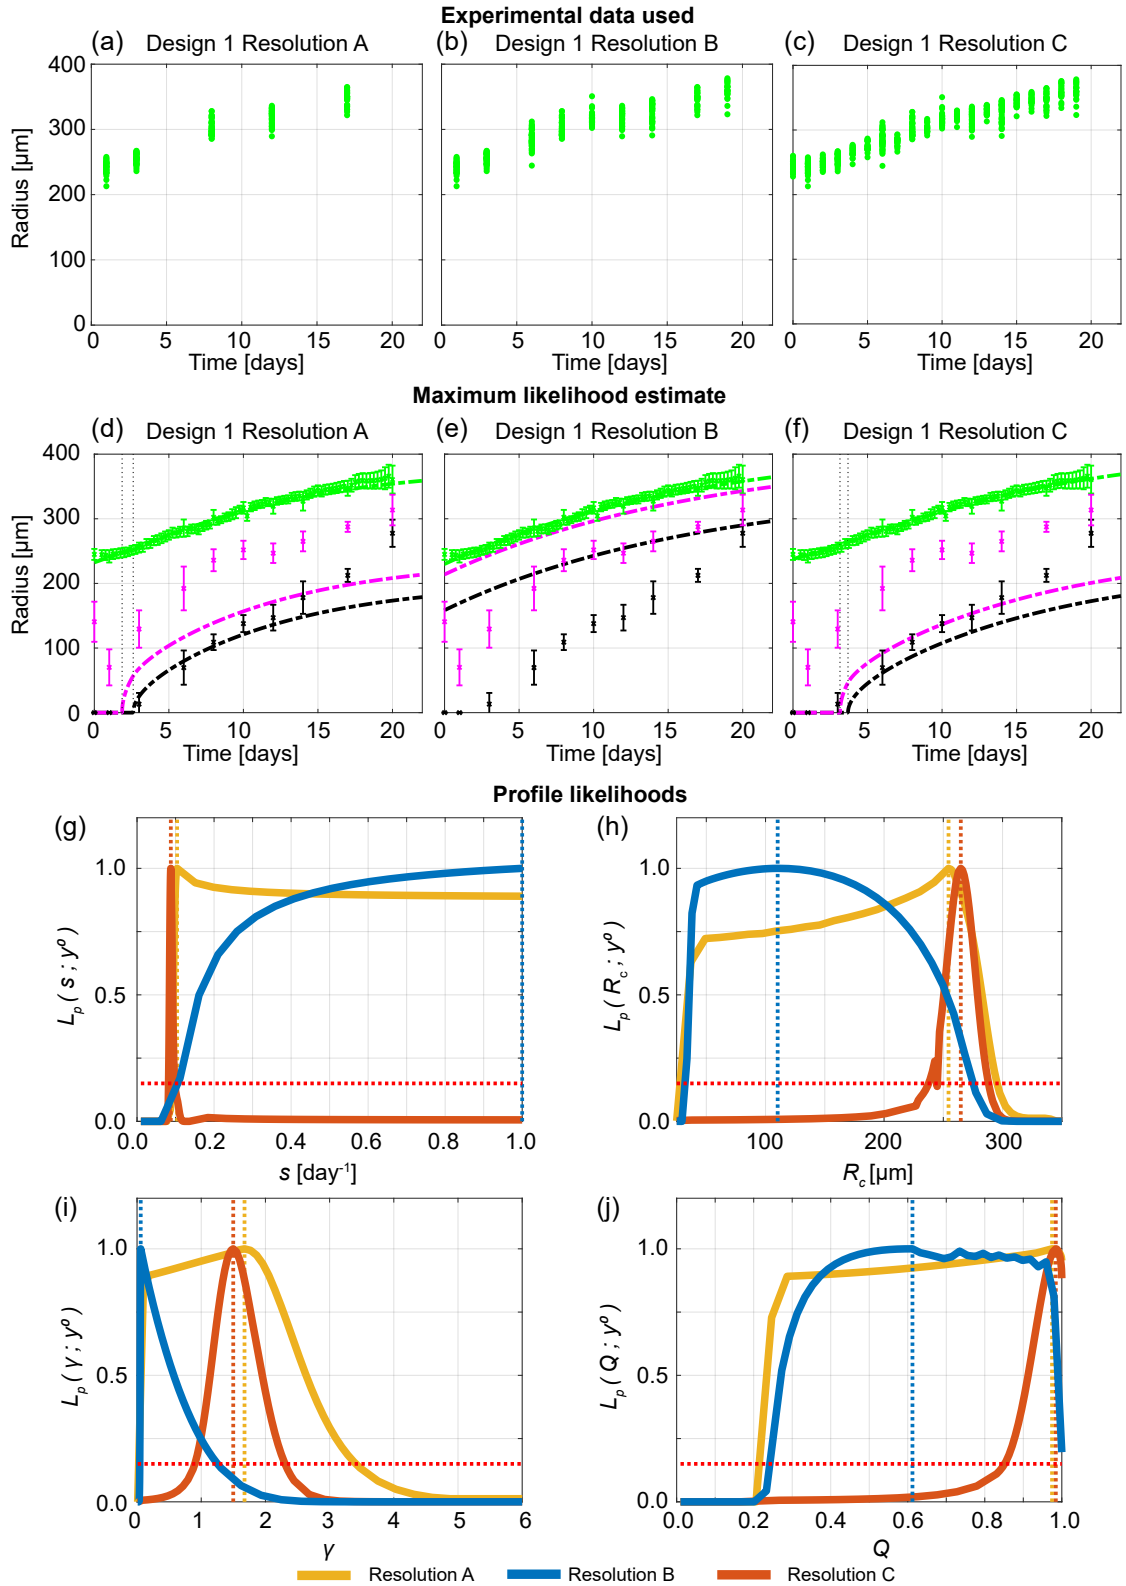 Experimental data used
(a) Design 1 Resolution A
(b) Design 1 Resolution B
(c) Design 1 Resolution C
Radius [µm]
400
300
200
100
0
0 5 10 15 20
Time [days]
0 5 10 15 20
Time [days]
0 5 10 15 20
Time [days]
Maximum likelihood estimate
(d) Design 1 Resolution A
(e) Design 1 Resolution B
(f) Design 1 Resolution C
Radius [µm]
400
300
200
100
0
0 5 10 15 20
Time [days]
0 5 10 15 20
Time [days]
0 5 10 15 20
Time [days]
Profile likelihoods
(g)
Lp ( s ; yº)
1.0
0.5
0.0
0 0.2 0.4 0.6 0.8 1.0
s [day-1]
(h)
Lp ( Rc ; yº)
1.0
0.5
0.0
100 200 300
Rc [µm]
(i)
Lp ( γ ; yº)
1.0
0.5
0.0
0 1 2 3 4 5 6
γ
(j)
Lp ( Q ; yº)
1.0
0.5
0.0
0.0 0.2 0.4 0.6 0.8 1.0
Q
Resolution A Resolution B Resolution C